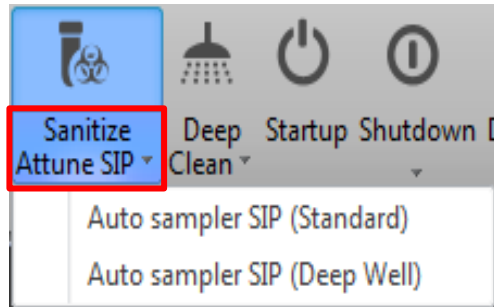 Sanitize Deep Startup Shutdown D
Attune SIP Clean
Auto sampler SIP (Standard)
Auto sampler SIP (Deep Well)